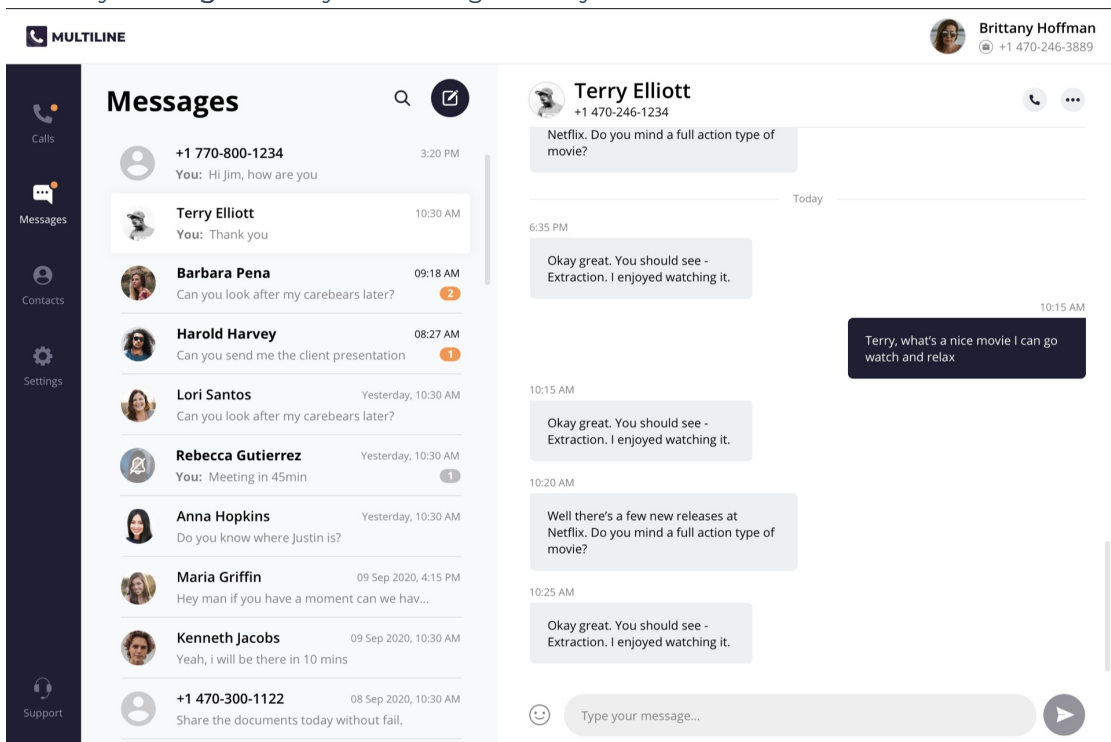 MULTILINE
Brittany Hoffman
+1 470-246-3889
Calls
Messages
Contacts
Settings
Support
Messages
+1 770-800-1234 3:20 PM
You: Hi Jim, how are you
Terry Elliott 10:30 AM
You: Thank you
Barbara Pena 09:18 AM
Can you look after my carebears later? 2
Harold Harvey 08:27 AM
Can you send me the client presentation 1
Lori Santos Yesterday, 10:30 AM
Can you look after my carebears later?
Rebecca Gutierrez Yesterday, 10:30 AM
You: Meeting in 45min 1
Anna Hopkins Yesterday, 10:30 AM
Do you know where Justin is?
Maria Griffin 09 Sep 2020, 4:15 PM
Hey man if you have a moment can we hav...
Kenneth Jacobs 09 Sep 2020, 10:30 AM
Yeah, i will be there in 10 mins
+1 470-300-1122 08 Sep 2020, 10:30 AM
Share the documents today without fail.
Terry Elliott
+1 470-246-1234
Netflix. Do you mind a full action type of
movie?
Today
6:35 PM
Okay great. You should see -
Extraction. I enjoyed watching it.
10:15 AM
Terry, what's a nice movie I can go
watch and relax
10:15 AM
Okay great. You should see -
Extraction. I enjoyed watching it.
10:20 AM
Well there's a few new releases at
Netflix. Do you mind a full action type of
movie?
10:25 AM
Okay great. You should see -
Extraction. I enjoyed watching it.
Type your message...